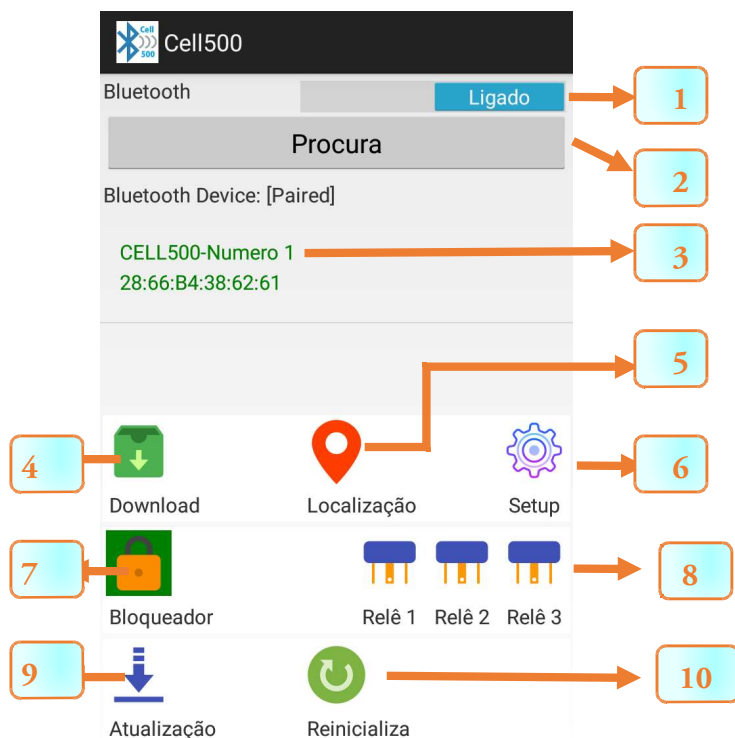 Cell
500
Cell500
Bluetooth
Ligado
1
Procura
2
Bluetooth Device: [Paired]
CELL500-Numero 1
3
28:66:B4:38:62:61
5
4
6
Download
Localização
Setup
7
8
Bloqueador
Relê 1
Relê 2
Relê 3
9
10
Atualização
Reinicializa